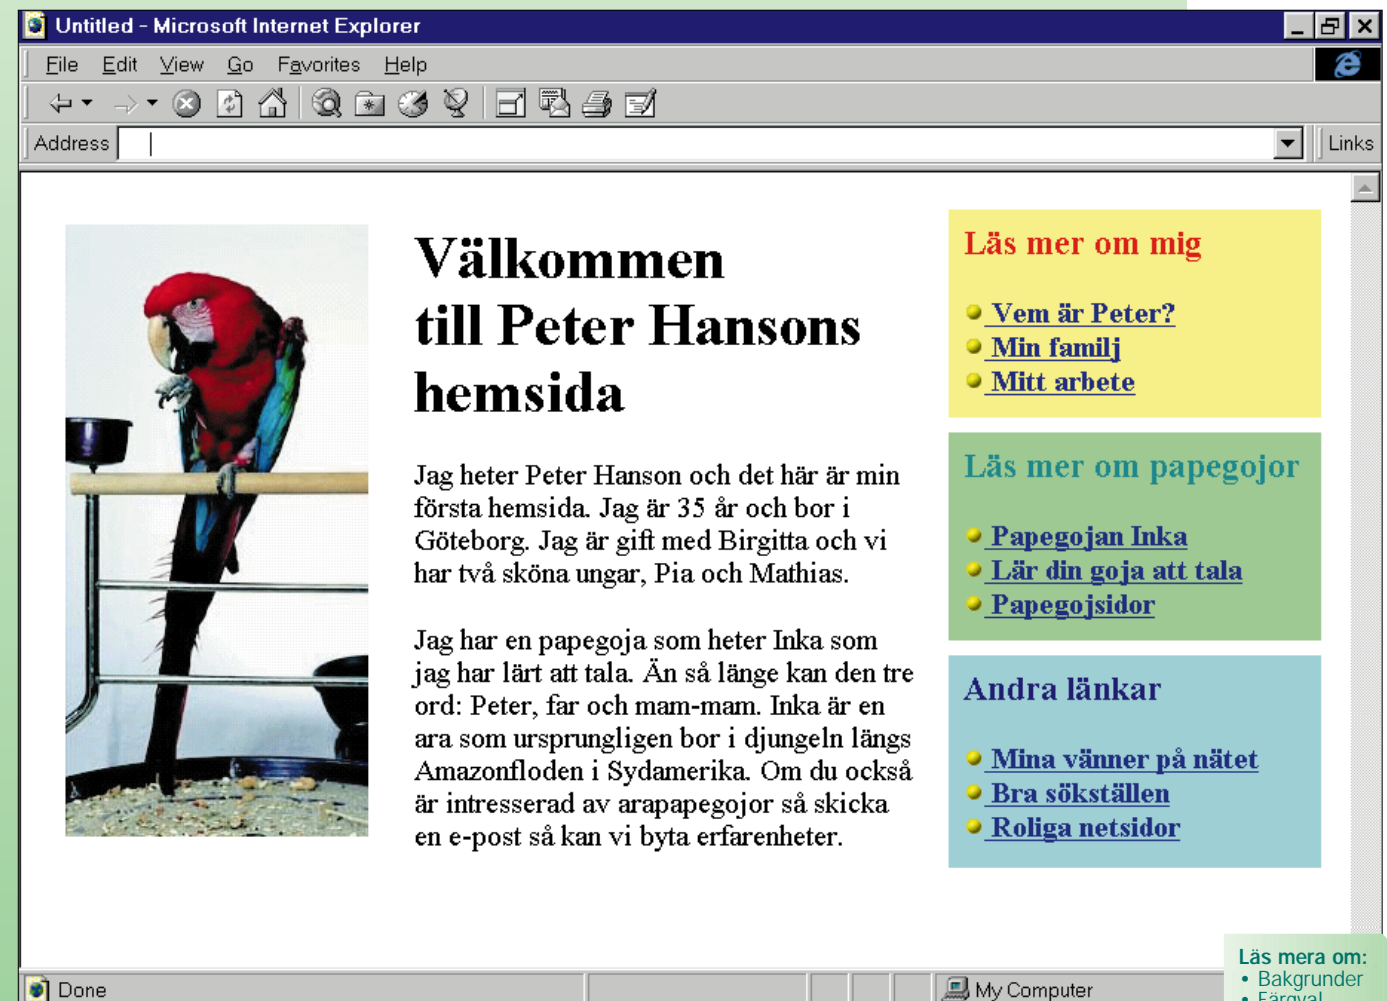 Untitled - Microsoft Internet Explorer
File Edit View Go Favorites Help
Address
Links
Välkommen
till Peter Hansons
hemsida
Jag heter Peter Hanson och det här är min
första hemsida. Jag är 35 år och bor i
Göteborg. Jag är gift med Birgitta och vi
har två sköna ungar, Pia och Mathias.
Jag har en papegoja som heter Inka som
jag har lärt att tala. Än så länge kan den tre
ord: Peter, far och mam-mam. Inka är en
ara som ursprungligen bor i djungeln längs
Amazonfloden i Sydamerika. Om du också
är intresserad av arapapegojor så skicka
en e-post så kan vi byta erfarenheter.
Läs mer om mig
Vem är Peter?
Min familj
Mitt arbete
Läs mer om papegojor
Papegojan Inka
Lär din goja att tala
Papegojsidor
Andra länkar
Mina vänner på nätet
Bra sökställen
Roliga netsidor
Done
My Computer
Läs mera om:
• Bakgrunder
• Färgval